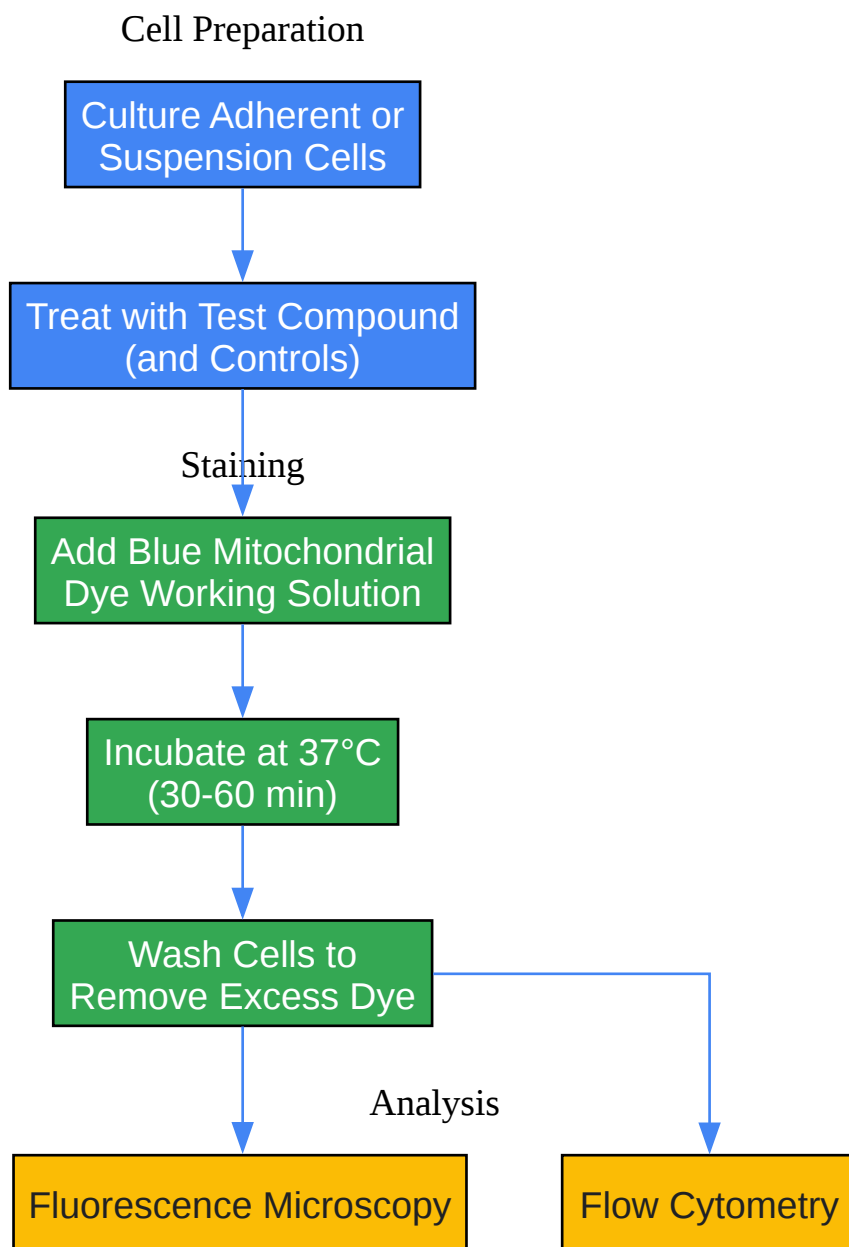 Cell Preparation
Culture Adherent or
Suspension Cells
Treat with Test Compound
(and Controls)
Staining
Add Blue Mitochondrial
Dye Working Solution
Incubate at 37°C
(30-60 min)
Wash Cells to
Remove Excess Dye
Analysis
Fluorescence Microscopy
Flow Cytometry